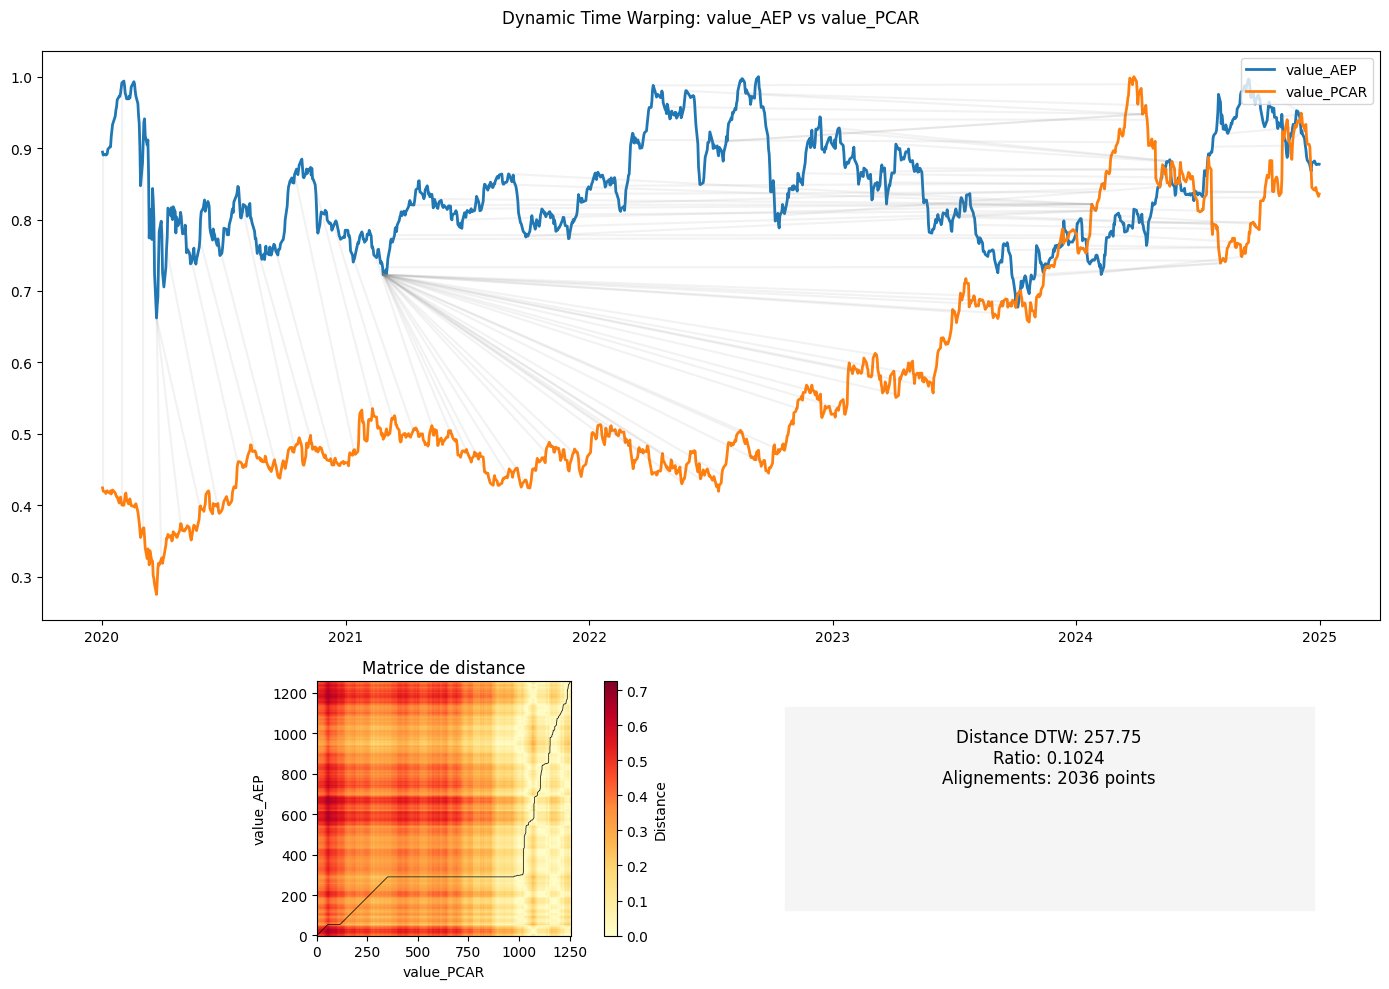 Dynamic Time Warping: value_AEP vs value_PCAR
1.0
0.9
0.8
0.7
0.6
0.5
0.4
0.3
value_AEP
value_PCAR
2020 2021 2022 2023 2024 2025
Matrice de distance
value_AEP
1200
1000
800
600
400
200
0
0 250 500 750 1000 1250
value_PCAR
0.7
0.6
0.5
0.4
0.3
0.2
0.1
0.0
Distance
Distance DTW: 257.75
Ratio: 0.1024
Alignements: 2036 points